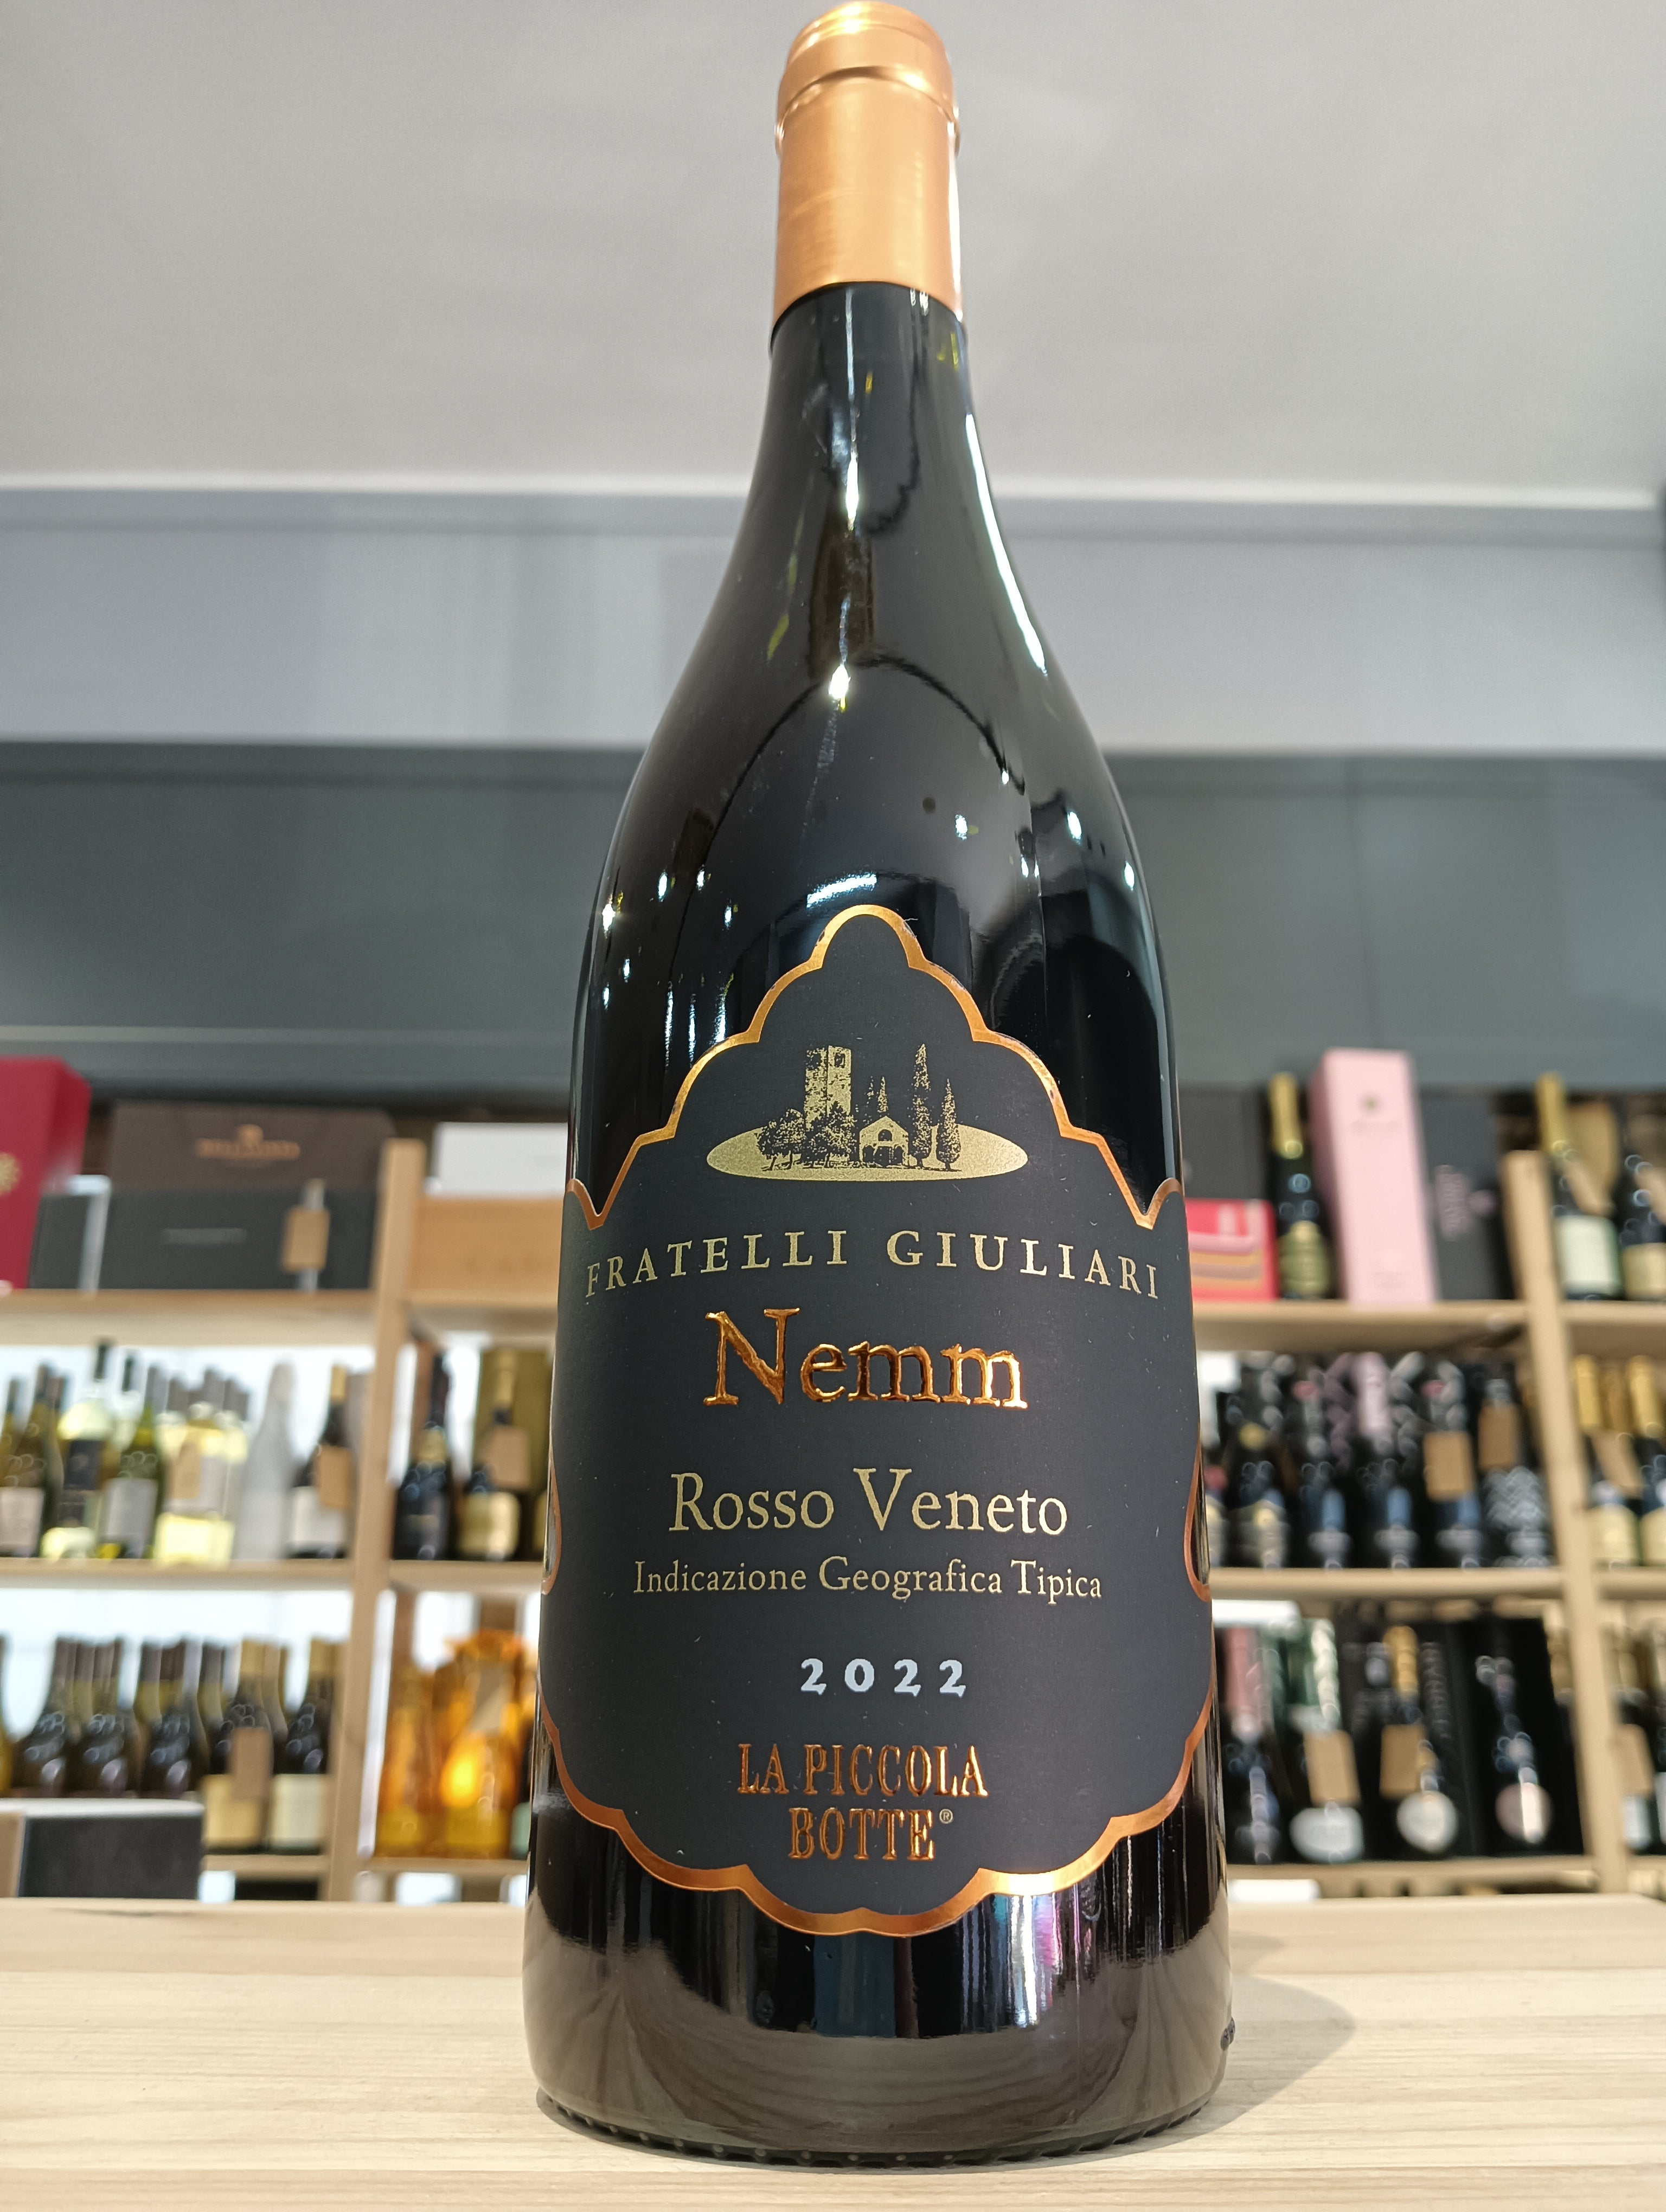 FRATELLI GIULIARI
Nemm
Rosso Veneto
Indicazione Geografica Tipica
2022
LA PICCOLA
BOTTE®